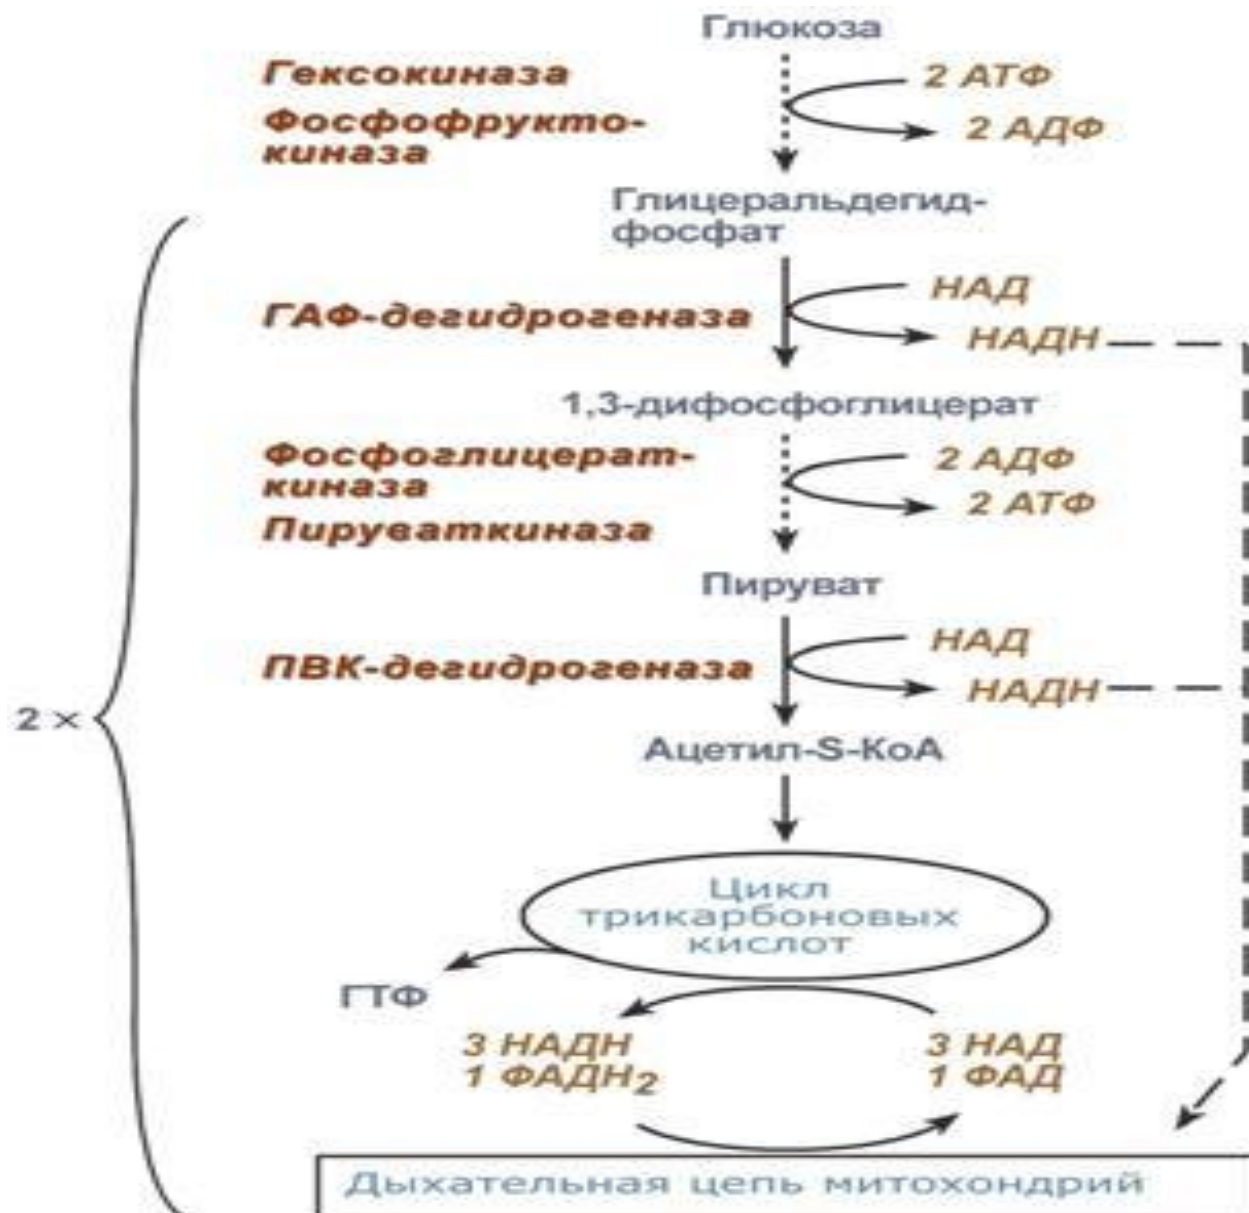 Глюкоза
Гексокиназа
2 АТФ
Фосфофрукто-
киназа
2 АДФ
Глицеральдегид-
фосфат
ГАФ-дегидрогеназа
НАД
НАДН
1,3-дифосфоглицерат
Фосфоглицерат-
киназа
2 АДФ
2 АТФ
Пируваткиназа
Пируват
ПВК-дегидрогеназа
НАД
НАДН
2 ×
Ацетил-S-КоА
Цикл
трикарбоновых
кислот
ГТФ
3 НАДН
1 ФАДН₂
3 НАД
1 ФАД
Дыхательная цепь митохондрий